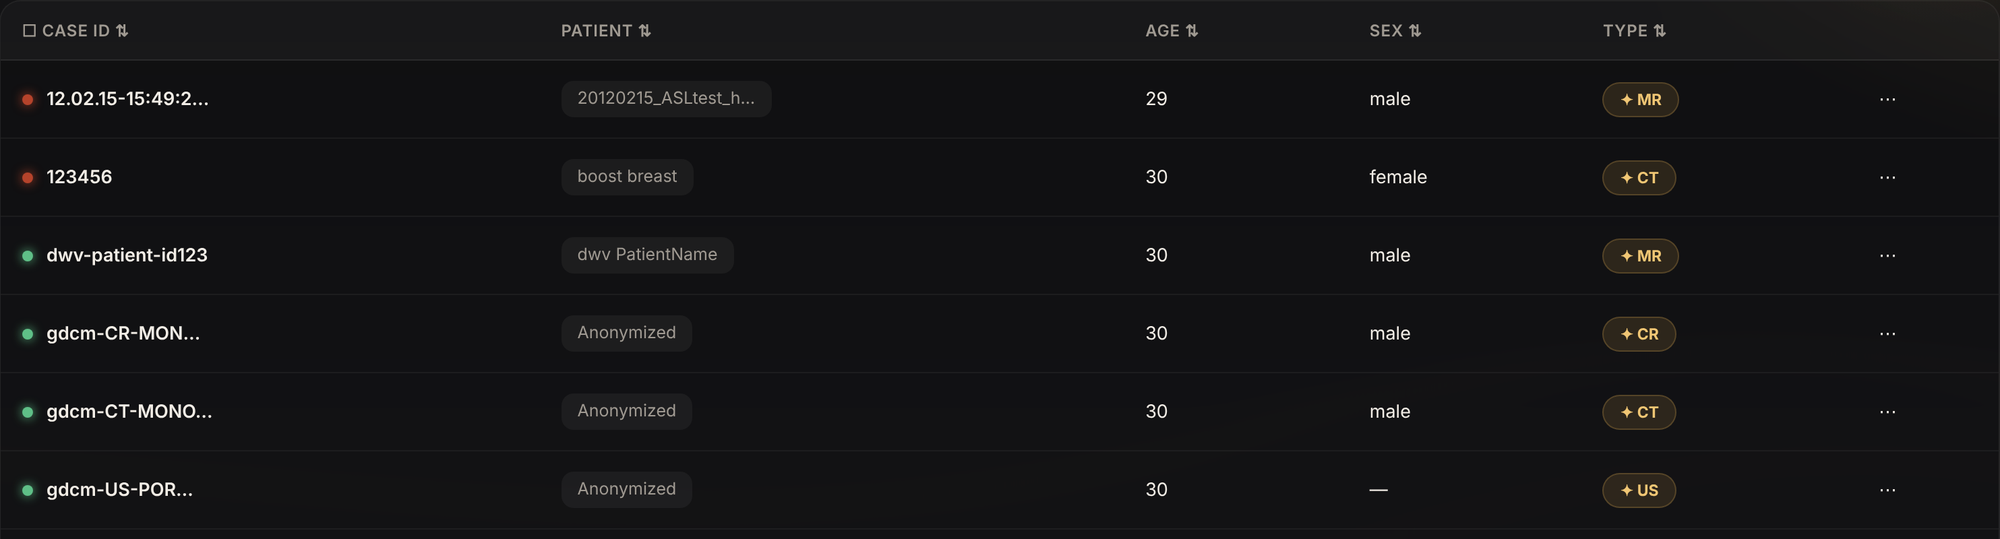 ☐ CASE ID ⇅ PATIENT ⇅ AGE ⇅ SEX ⇅ TYPE ⇅
12.02.15-15:49:2... 20120215_ASLtest_h... 29 male ✦ MR ...
123456 boost breast 30 female ✦ CT ...
dwv-patient-id123 dwv PatientName 30 male ✦ MR ...
gdcm-CR-MON... Anonymized 30 male ✦ CR ...
gdcm-CT-MONO... Anonymized 30 male ✦ CT ...
gdcm-US-POR... Anonymized 30 — ✦ US ...